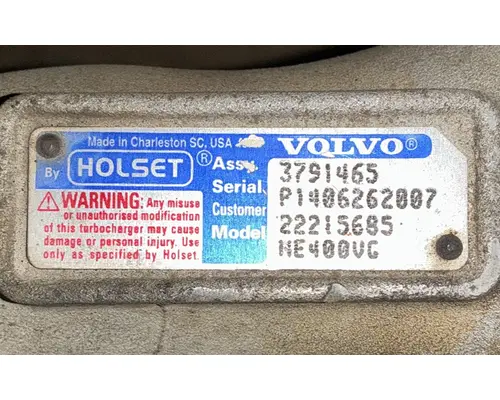 Made in Charleston SC, USA
VOLVO®
By HOLSET®
Assy. 3791465
Serial P1406262007
Customer 22215685
Model HE400VG
WARNING: Any misuse
or unauthorised modification
of this turbocharger may cause
damage or personal injury. Use
only as specified by Holset.